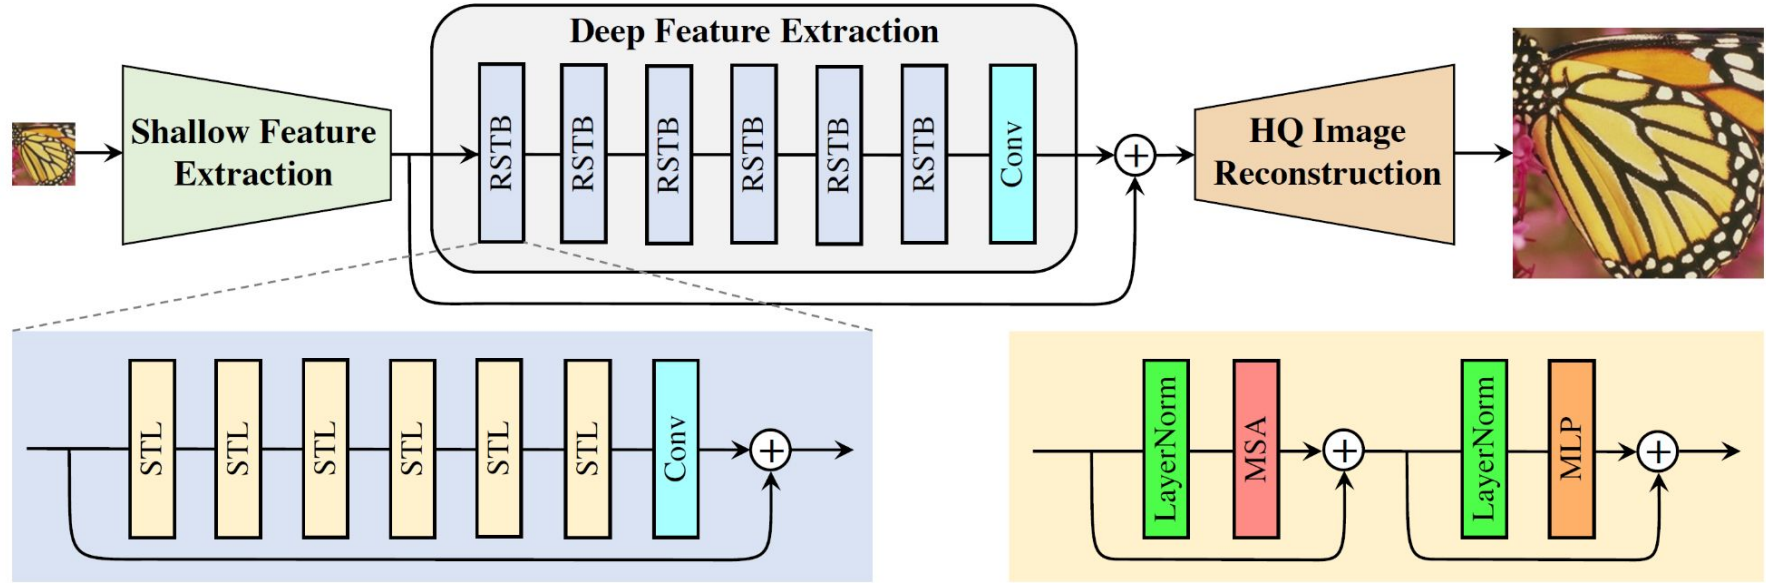 Deep Feature Extraction
Shallow Feature
Extraction
RSTB
RSTB
RSTB
RSTB
RSTB
RSTB
Conv
+
HQ Image
Reconstruction
STL
STL
STL
STL
STL
STL
Conv
+
LayerNorm
MSA
+
LayerNorm
MLP
+